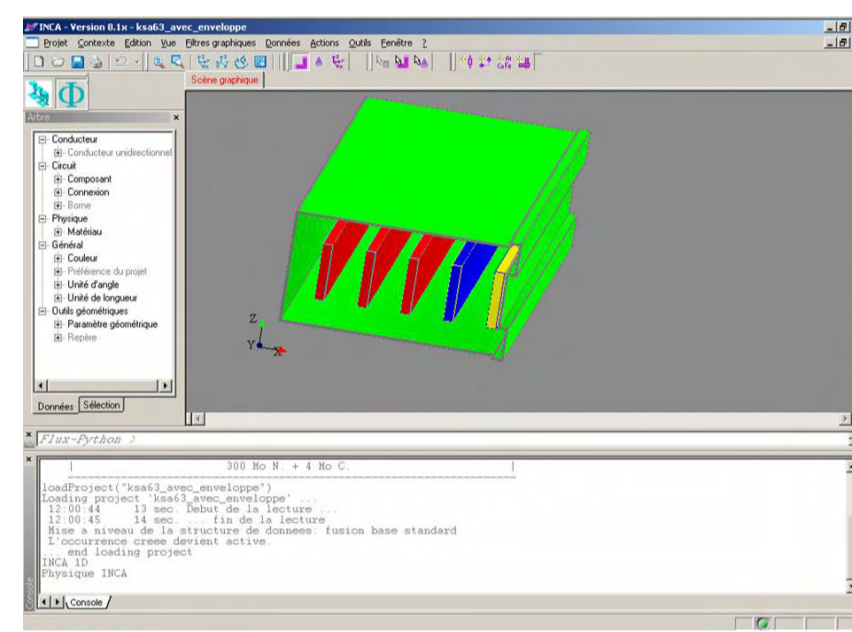 INCA - Version 8.1x - ksa63_avec_enveloppe
Projet Contexte Edition Vue Filtres graphiques Données Actions Outils Fenêtre ?
Scène graphique
Arbre
Conducteur
Conducteur unidirectionnel
Circuit
Composant
Connexion
Borne
Physique
Matériau
Général
Couleur
Préférence du projet
Unité d'angle
Unité de longueur
Outils géométriques
Paramètre géométrique
Repère
Z
Y
X
Données Sélection
Flux-Python >
300 Mo N. + 4 Mo C.
loadProject("ksa63_avec_enveloppe")
Loading project 'ksa63_avec_enveloppe' ...
12:00:44 13 sec. Debut de la lecture ...
12:00:45 14 sec. ... fin de la lecture
Mise a niveau de la structure de donnees: fusion base standard
L'occurrence creee devient active.
... end loading project
INCA 1D
Physique INCA
Console
Console